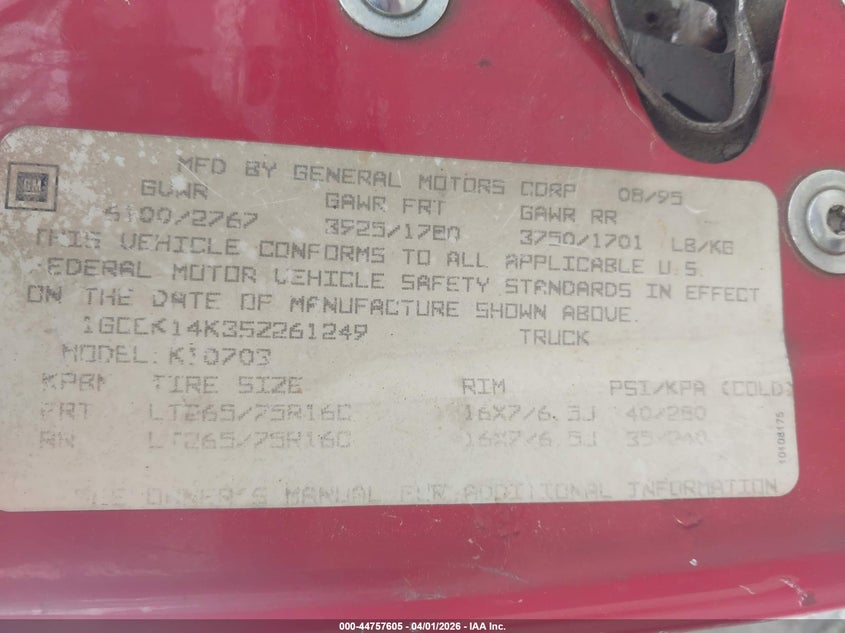 GM
MFD BY GENERAL MOTORS CORP 08/95
GVWR GAWR FRT GAWR RR
6100/2767 3925/1780 3750/1701 LB/KG
THIS VEHICLE CONFORMS TO ALL APPLICABLE U.S.
FEDERAL MOTOR VEHICLE SAFETY STANDARDS IN EFFECT
ON THE DATE OF MANUFACTURE SHOWN ABOVE.
1GCEK14K3SZ261249 TRUCK
MODEL: K10703
KPBM TIRE SIZE RIM PSI/KPA (COLD)
FRT LT265/75R16C 16X7/6.5J 40/280
RR LT265/75R16C 16X7/6.5J 35/240
SEE OWNER'S MANUAL FOR ADDITIONAL INFORMATION
10108175
000-44757605 - 04/01/2026 - IAA Inc.